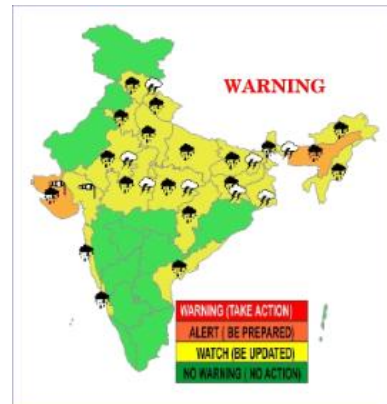 WARNING
WARNING (TAKE ACTION)
ALERT ( BE PREPARED)
WATCH (BE UPDATED)
NO WARNING ( NO ACTION)